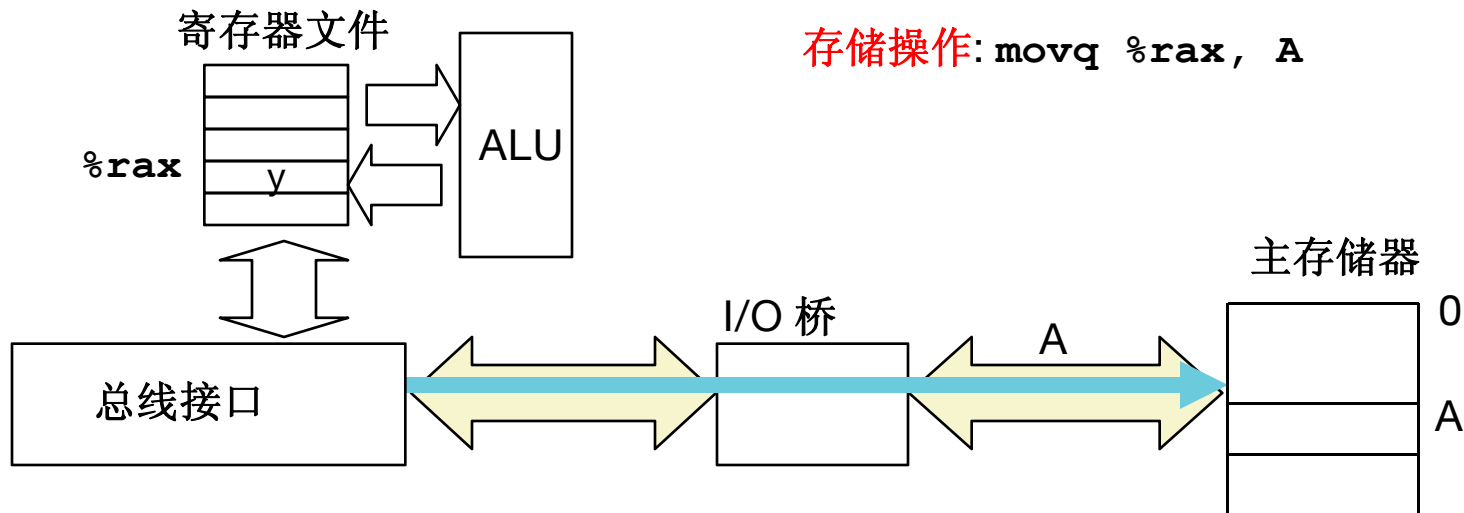 寄存器文件
存储操作: movq %rax, A
ALU
%rax
y
主存储器
I/O 桥
0
A
总线接口
A